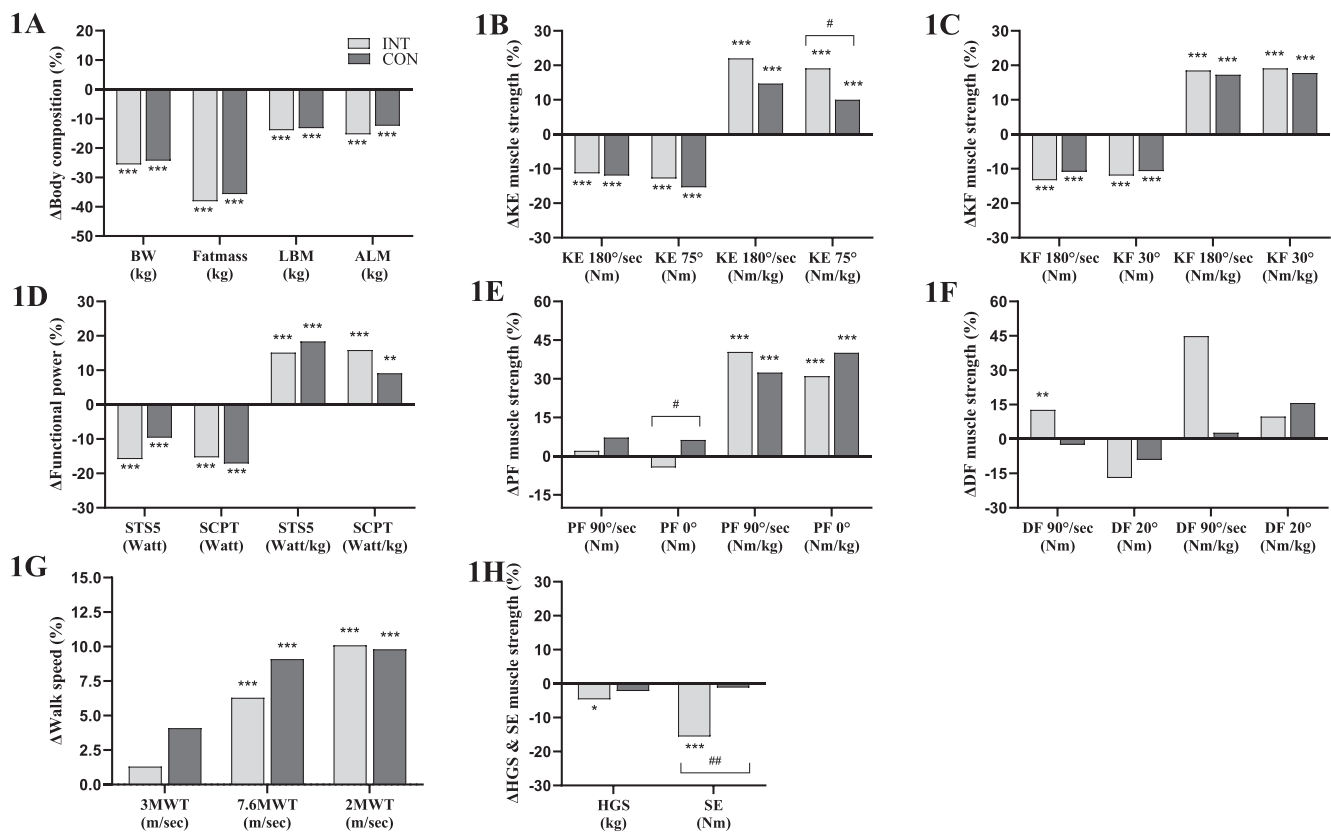 1A
ΔBody composition (%)
20
10
0
-10
-20
-30
-40
-50
INT
CON
***
***
***
***
***
***
***
***
BW
(kg)
Fatmass
(kg)
LBM
(kg)
ALM
(kg)
1B
ΔKE muscle strength (%)
30
20
10
0
-10
-20
-30
***
***
***
***
***
***
#
***
***
KE 180°/sec
(Nm)
KE 75°
(Nm)
KE 180°/sec
(Nm/kg)
KE 75°
(Nm/kg)
1C
ΔKF muscle strength (%)
30
20
10
0
-10
-20
-30
***
***
***
***
***
***
***
***
KF 180°/sec
(Nm)
KF 30°
(Nm)
KF 180°/sec
(Nm/kg)
KF 30°
(Nm/kg)
1D
ΔFunctional power (%)
30
20
10
0
-10
-20
-30
***
***
***
***
***
***
***
**
STS5
(Watt)
SCPT
(Watt)
STS5
(Watt/kg)
SCPT
(Watt/kg)
1E
ΔPF muscle strength (%)
60
45
30
15
0
-15
#
***
***
***
***
PF 90°/sec
(Nm)
PF 0°
(Nm)
PF 90°/sec
(Nm/kg)
PF 0°
(Nm/kg)
1F
ΔDF muscle strength (%)
45
30
15
0
-15
-30
**
DF 90°/sec
(Nm)
DF 20°
(Nm)
DF 90°/sec
(Nm/kg)
DF 20°
(Nm/kg)
1G
ΔWalk speed (%)
15.0
12.5
10.0
7.5
5.0
2.5
0.0
***
***
***
***
3MWT
(m/sec)
7.6MWT
(m/sec)
2MWT
(m/sec)
1H
ΔHGS & SE muscle strength (%)
30
20
10
0
-10
-20
-30
*
***
##
HGS
(kg)
SE
(Nm)